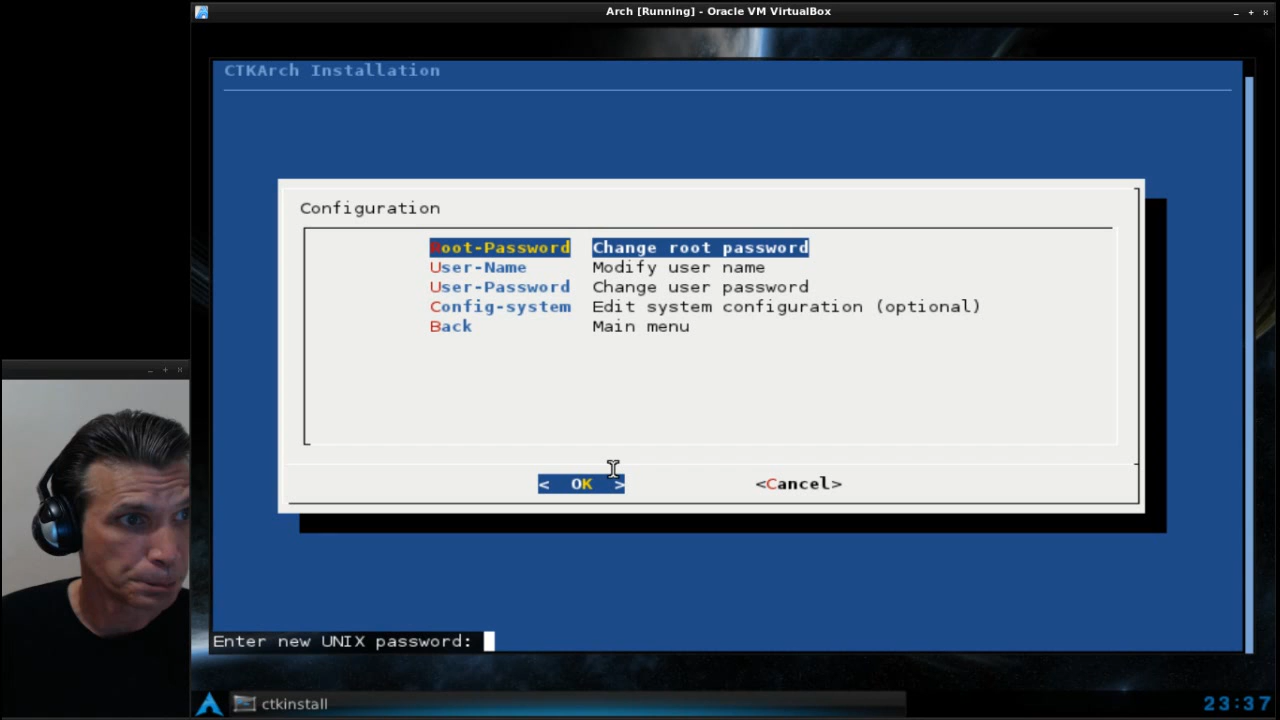 Arch [Running] - Oracle VM VirtualBox
CTKArch Installation
Configuration
Root-Password Change root password
User-Name Modify user name
User-Password Change user password
Config-system Edit system configuration (optional)
Back Main menu
< OK > <Cancel>
Enter new UNIX password:
ctkinstall
23:37